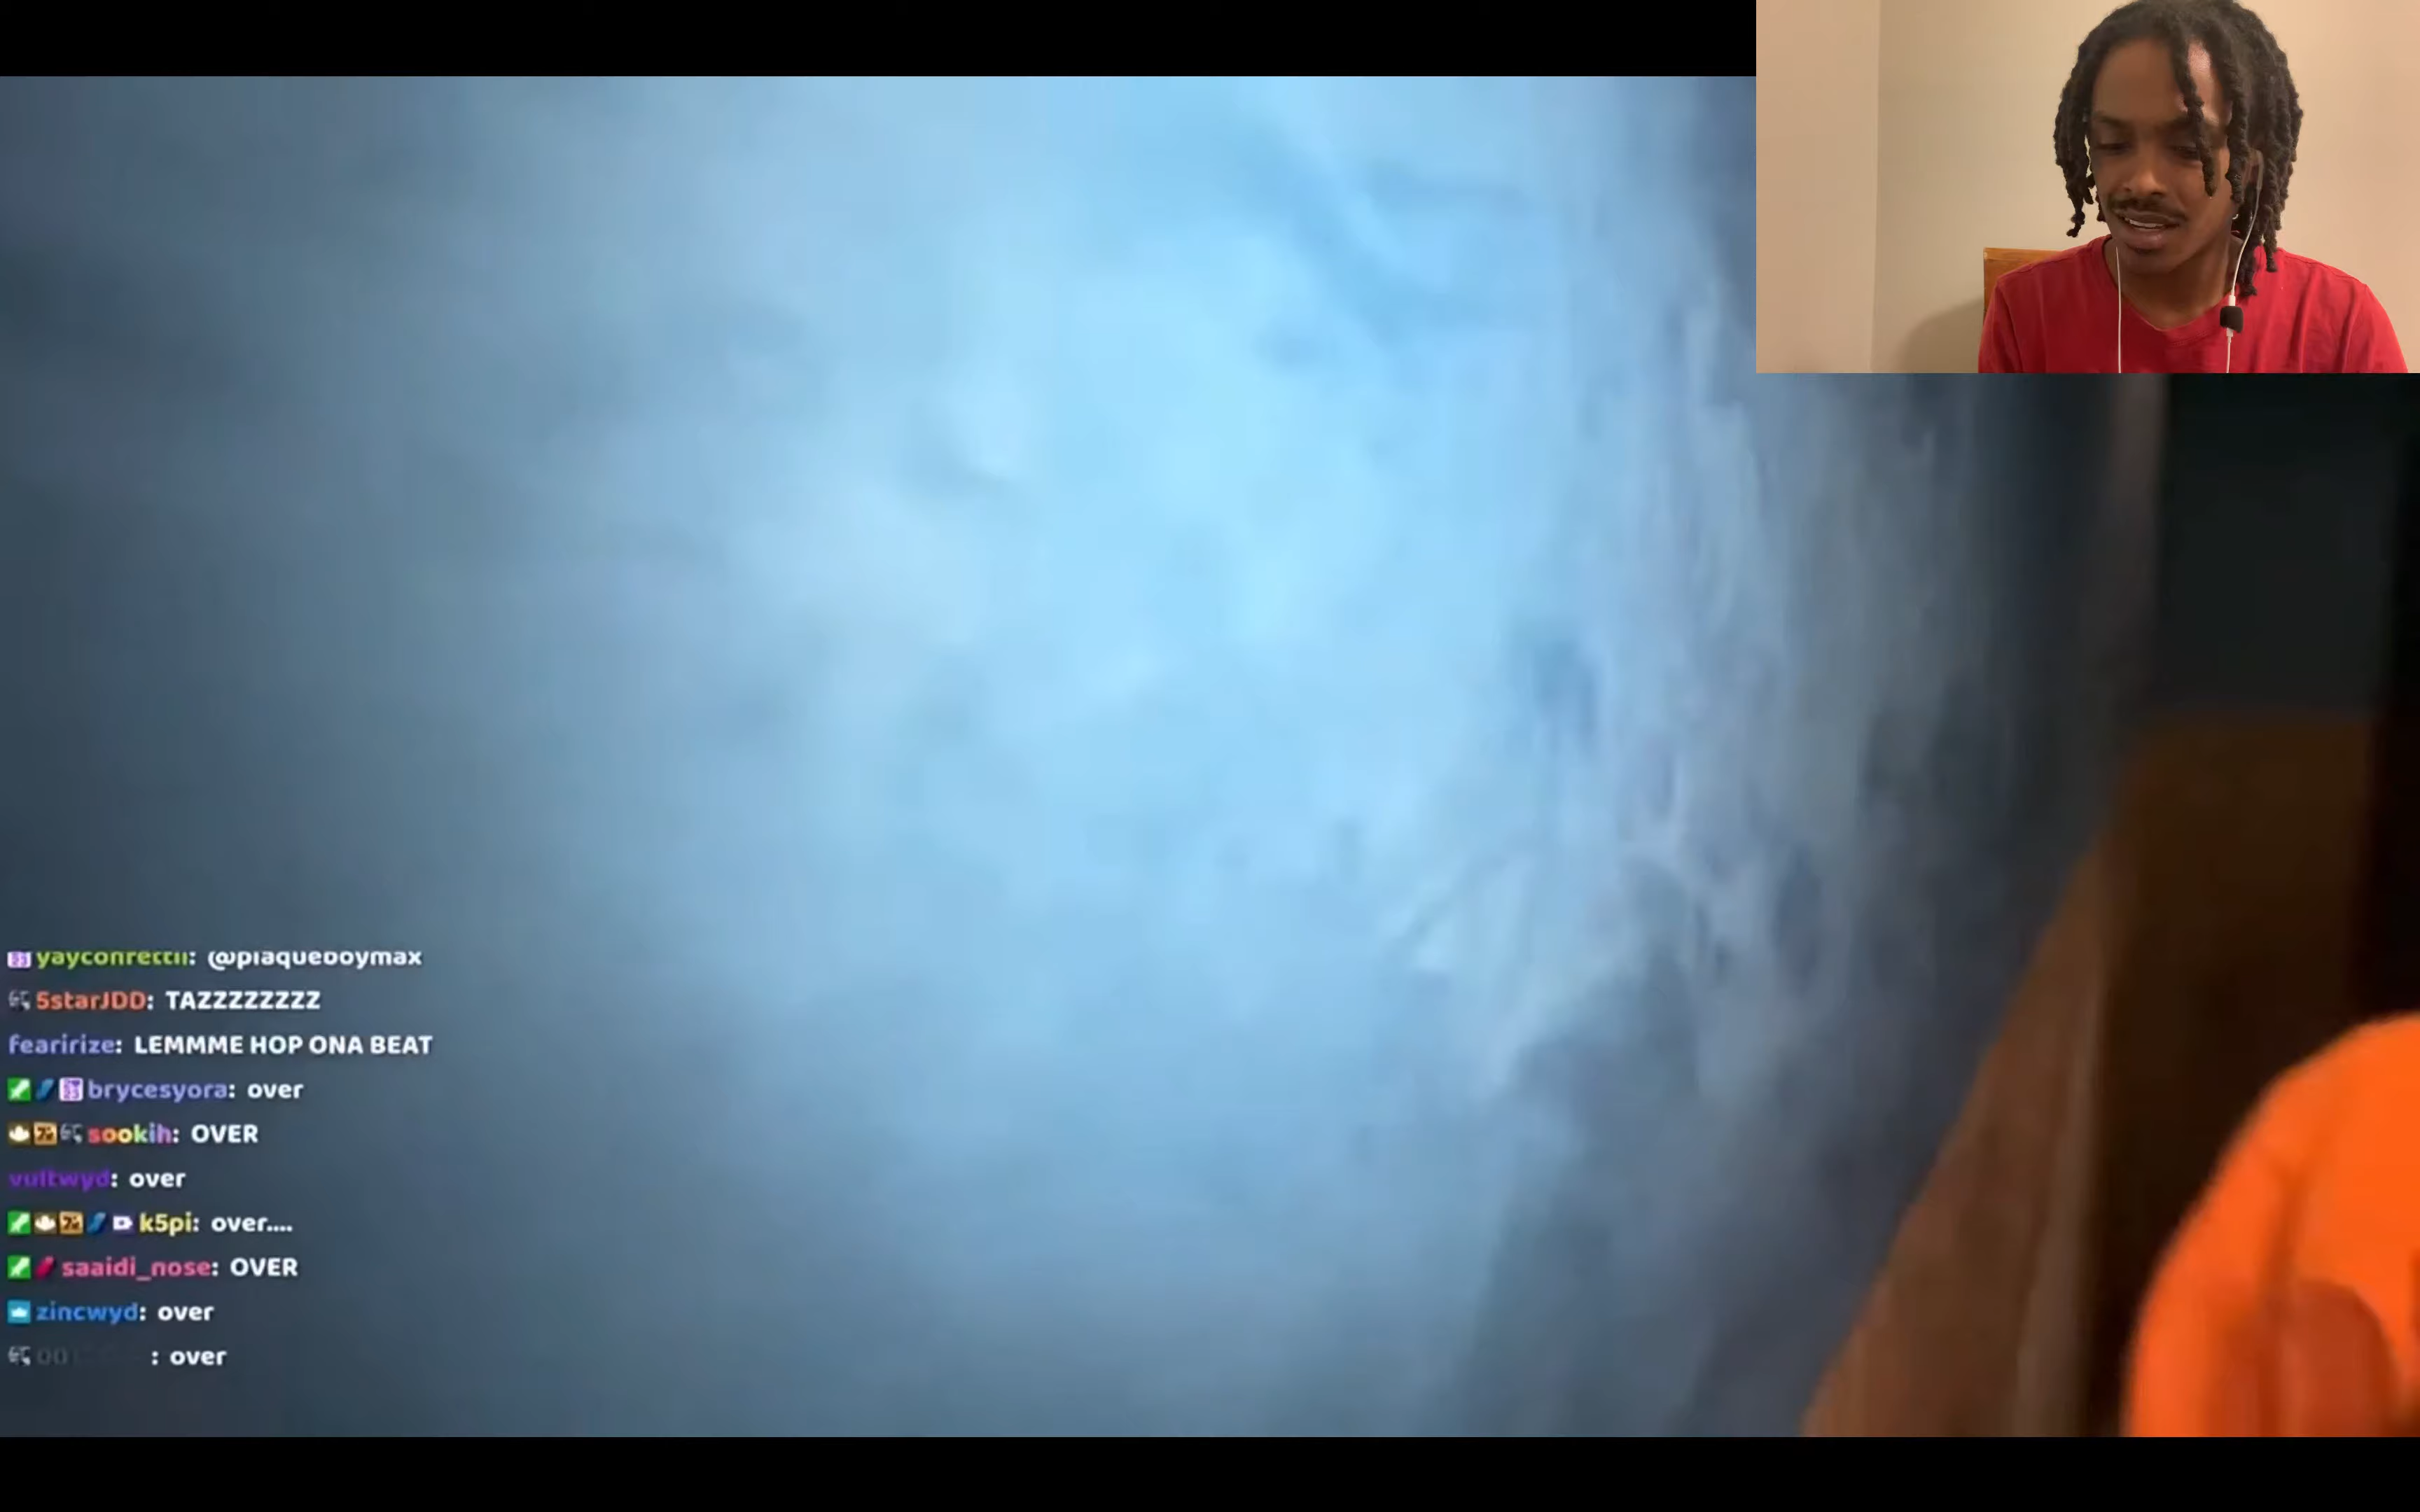 yayconfettii: @plaqueboymax
5starJDD: TAZZZZZZZZ
fearirize: LEMMME HOP ONA BEAT
brycesyora: over
sookih: OVER
vultwyd: over
k5pi: over....
saaidi_nose: OVER
zincwyd: over
: over